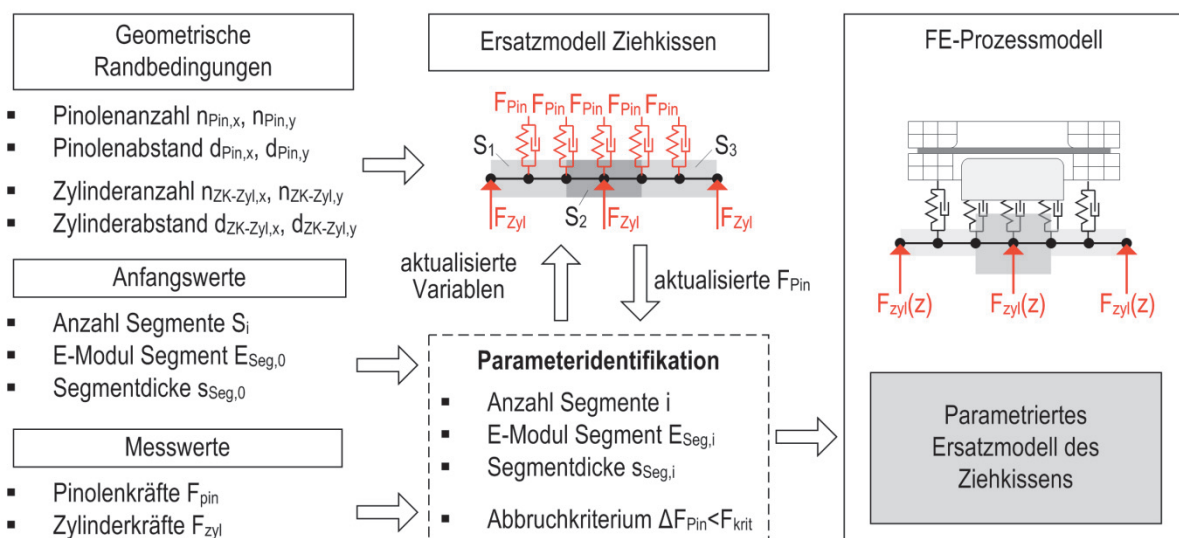 Geometrische
Randbedingungen
▪ Pinolenanzahl nPin,x, nPin,y
▪ Pinolenabstand dPin,x, dPin,y
▪ Zylinderanzahl nZK-Zyl,x, nZK-Zyl,y
▪ Zylinderabstand dZK-Zyl,x, dZK-Zyl,y
Anfangswerte
▪ Anzahl Segmente Si
▪ E-Modul Segment ESeg,0
▪ Segmentdicke sSeg,0
Messwerte
▪ Pinolenkräfte Fpin
▪ Zylinderkräfte Fzyl
Ersatzmodell Ziehkissen
FPin FPin FPin FPin FPin
S1 S3
S2
FZyl FZyl FZyl
aktualisierte
Variablen
aktualisierte FPin
Parameteridentifikation
▪ Anzahl Segmente i
▪ E-Modul Segment ESeg,i
▪ Segmentdicke sSeg,i
▪ Abbruchkriterium ΔFPin<Fkrit
FE-Prozessmodell
Fzyl(z) Fzyl(z) Fzyl(z)
Parametriertes
Ersatzmodell des
Ziehkissens